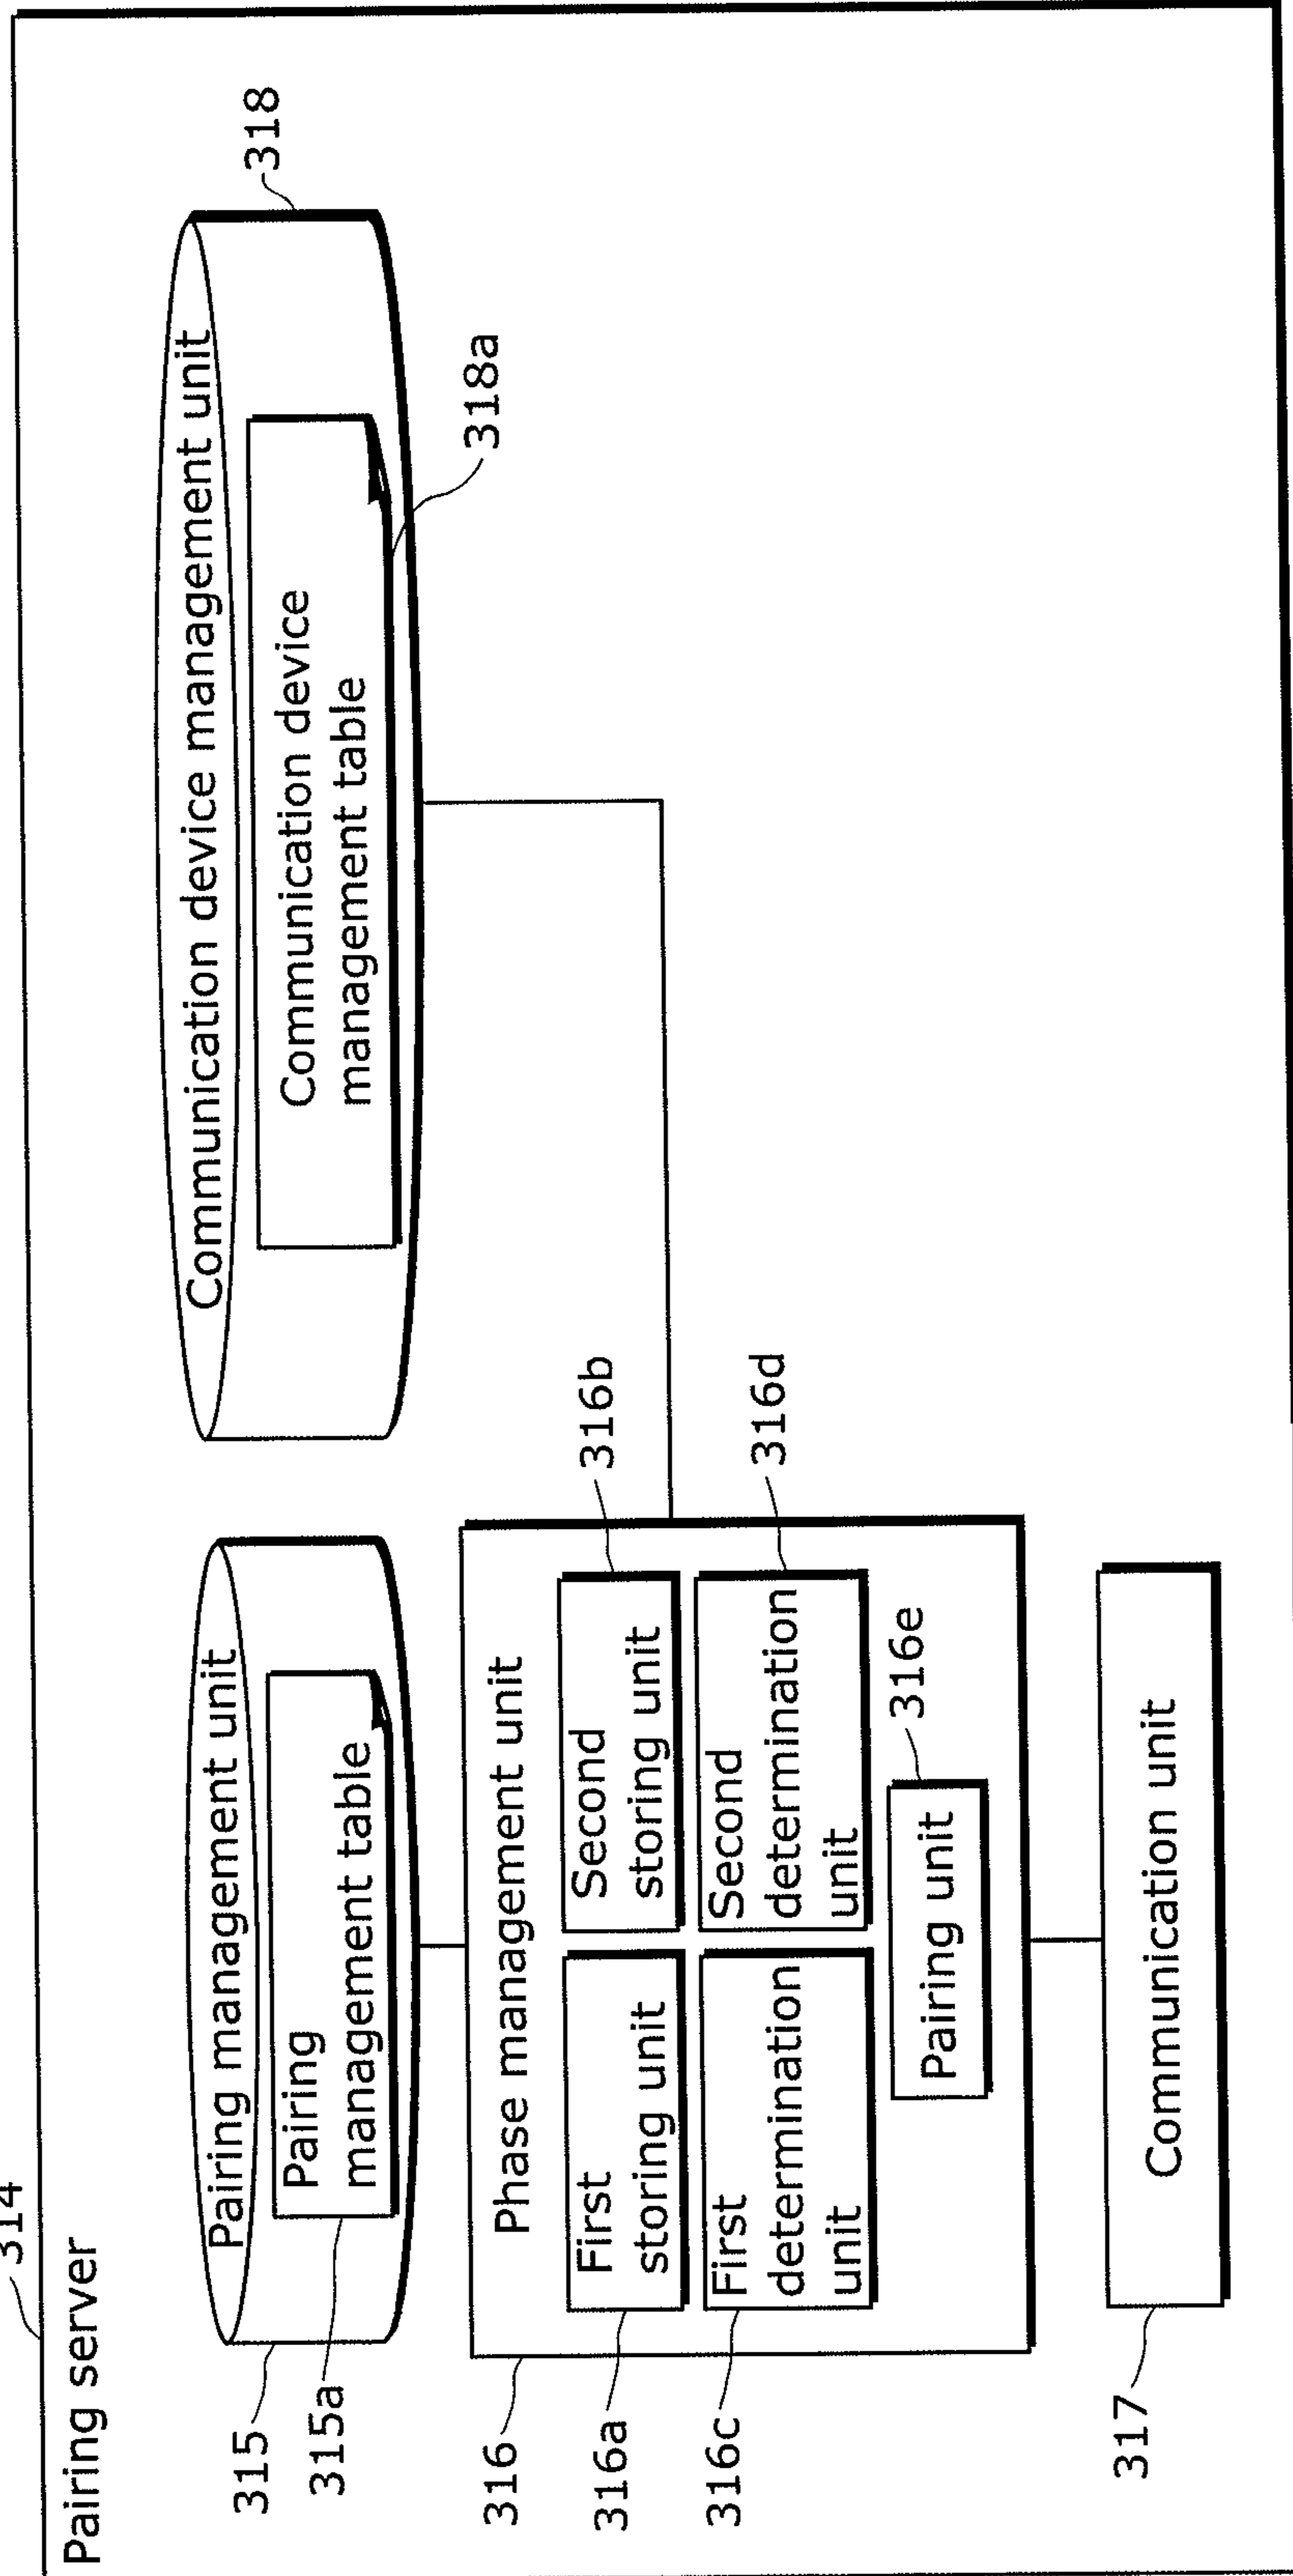 314
Pairing server
318
Communication device management unit
Communication device
management table
318a
Pairing management unit
Pairing
management table
315
315a
Phase management unit
316
First
storing unit
316a
Second
storing unit
316b
First
determination
unit
316c
Second
determination
unit
316d
Pairing unit
316e
Communication unit
317